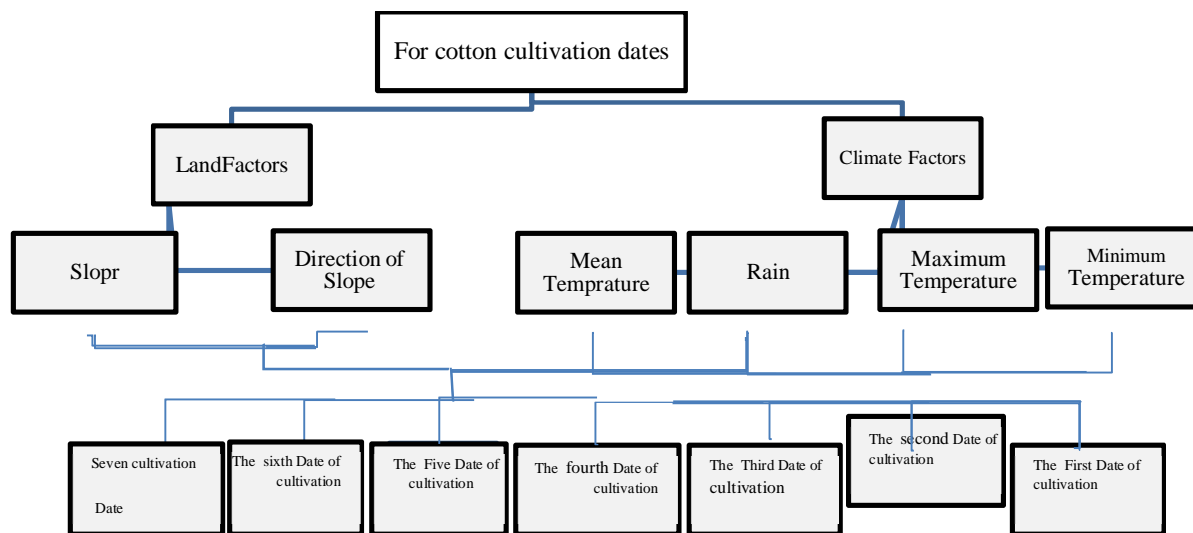 For cotton cultivation dates
LandFactors
Climate Factors
Slopr
Direction of
Slope
Mean
Temprature
Rain
Maximum
Temperature
Minimum
Temperature
Seven cultivation
Date
The sixth Date of
cultivation
The Five Date of
cultivation
The fourth Date of
cultivation
The Third Date of
cultivation
The second Date of
cultivation
The First Date of
cultivation